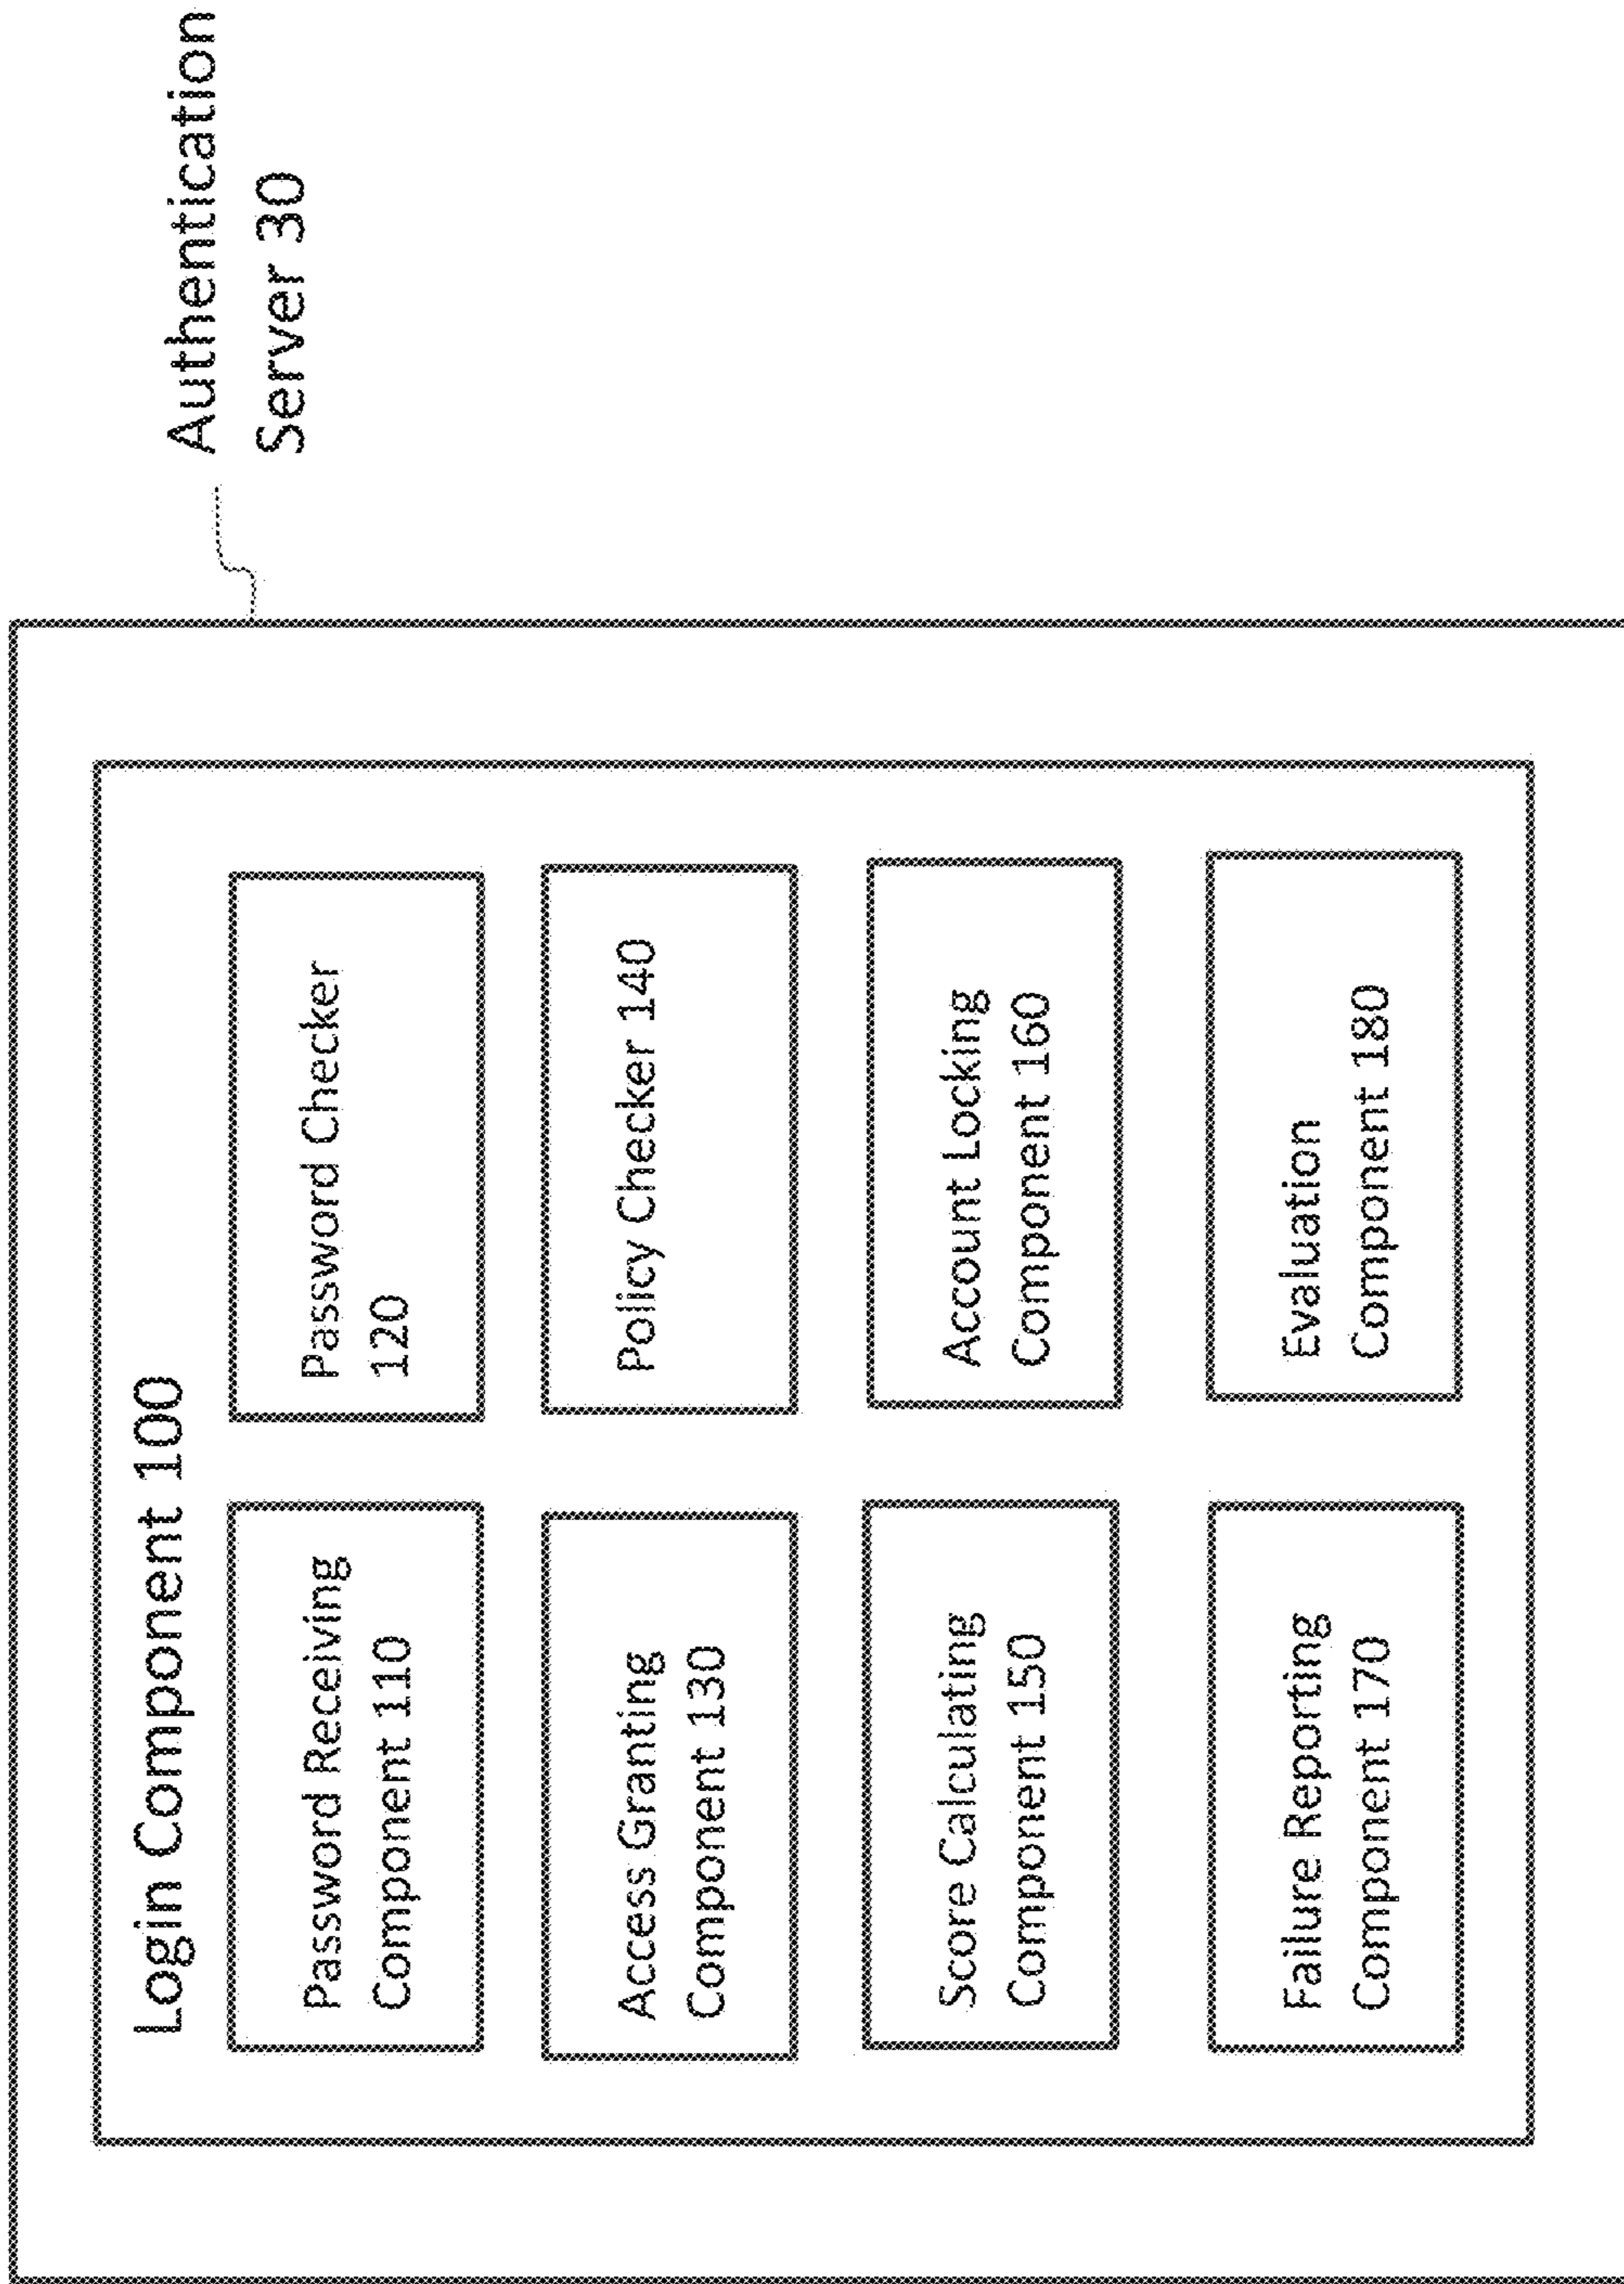 Authentication
Server 30
Login Component 100
Password Receiving
Component 110
Password Checker
120
Access Granting
Component 130
Policy Checker 140
Score Calculating
Component 150
Account Locking
Component 160
Failure Reporting
Component 170
Evaluation
Component 180